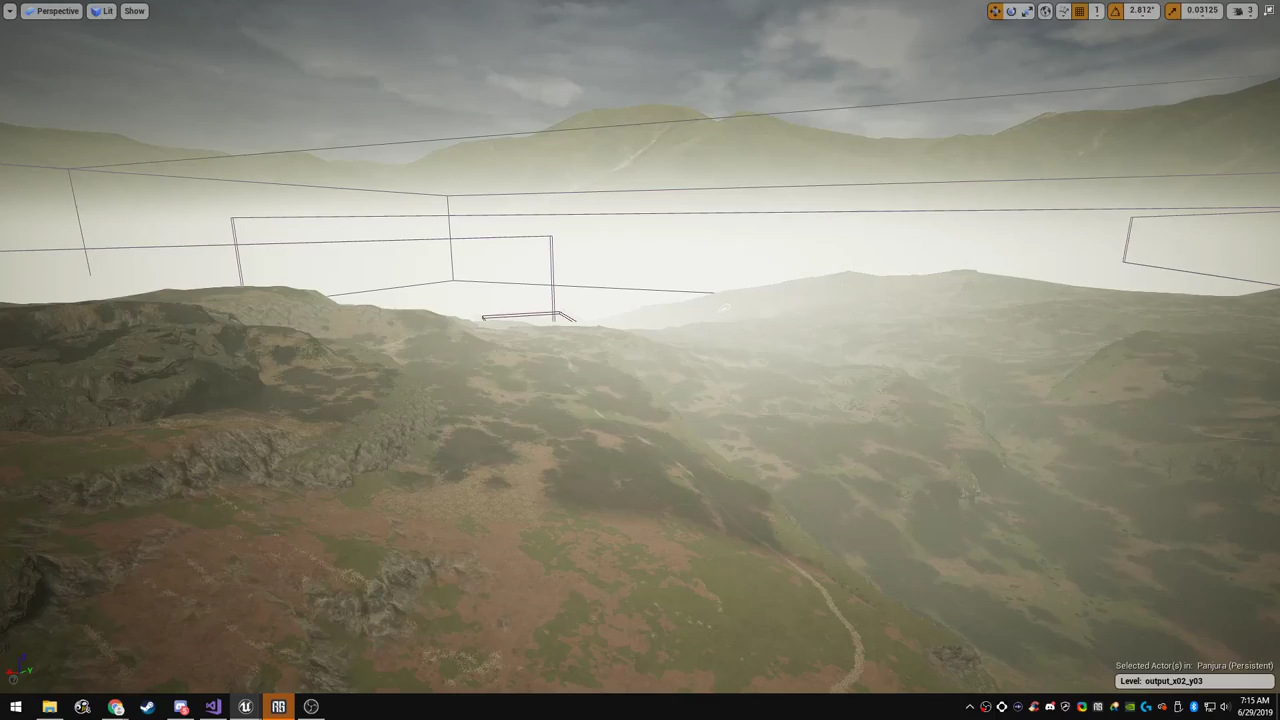 Perspective
Lit
Show
1
2.812°
0.03125
3
Z
Y
Selected Actor(s) in: Panjura (Persistent)
Level: output_x02_y03
7:15 AM
6/29/2019